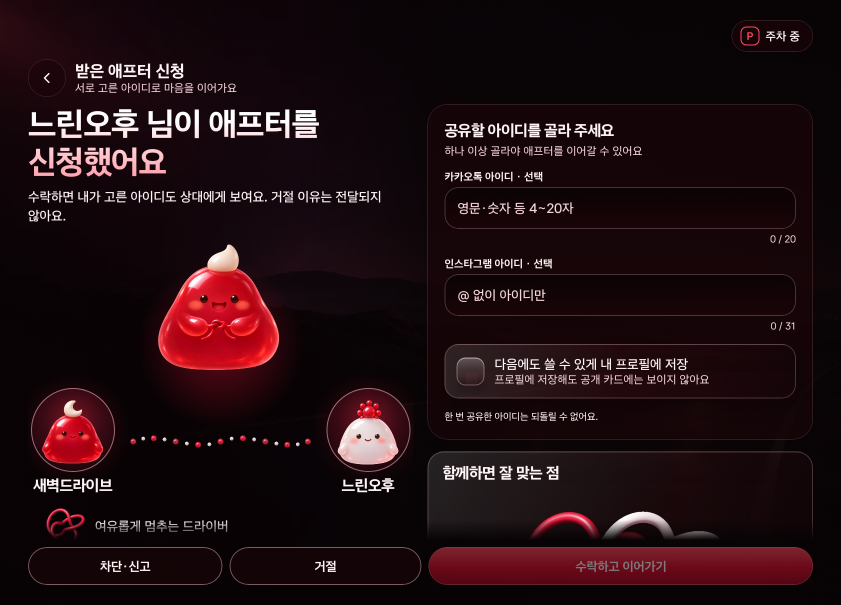 P 주차 중
받은 애프터 신청
서로 고른 아이디로 마음을 이어가요
느린오후 님이 애프터를
신청했어요
수락하면 내가 고른 아이디도 상대에게 보여요. 거절 이유는 전달되지
않아요.
새벽드라이브
느린오후
여유롭게 멈추는 드라이버
공유할 아이디를 골라 주세요
하나 이상 골라야 애프터를 이어갈 수 있어요
카카오톡 아이디 · 선택
영문·숫자 등 4~20자
0 / 20
인스타그램 아이디 · 선택
@ 없이 아이디만
0 / 31
다음에도 쓸 수 있게 내 프로필에 저장
프로필에 저장해도 공개 카드에는 보이지 않아요
한 번 공유한 아이디는 되돌릴 수 없어요.
함께하면 잘 맞는 점
차단·신고
거절
수락하고 이어가기